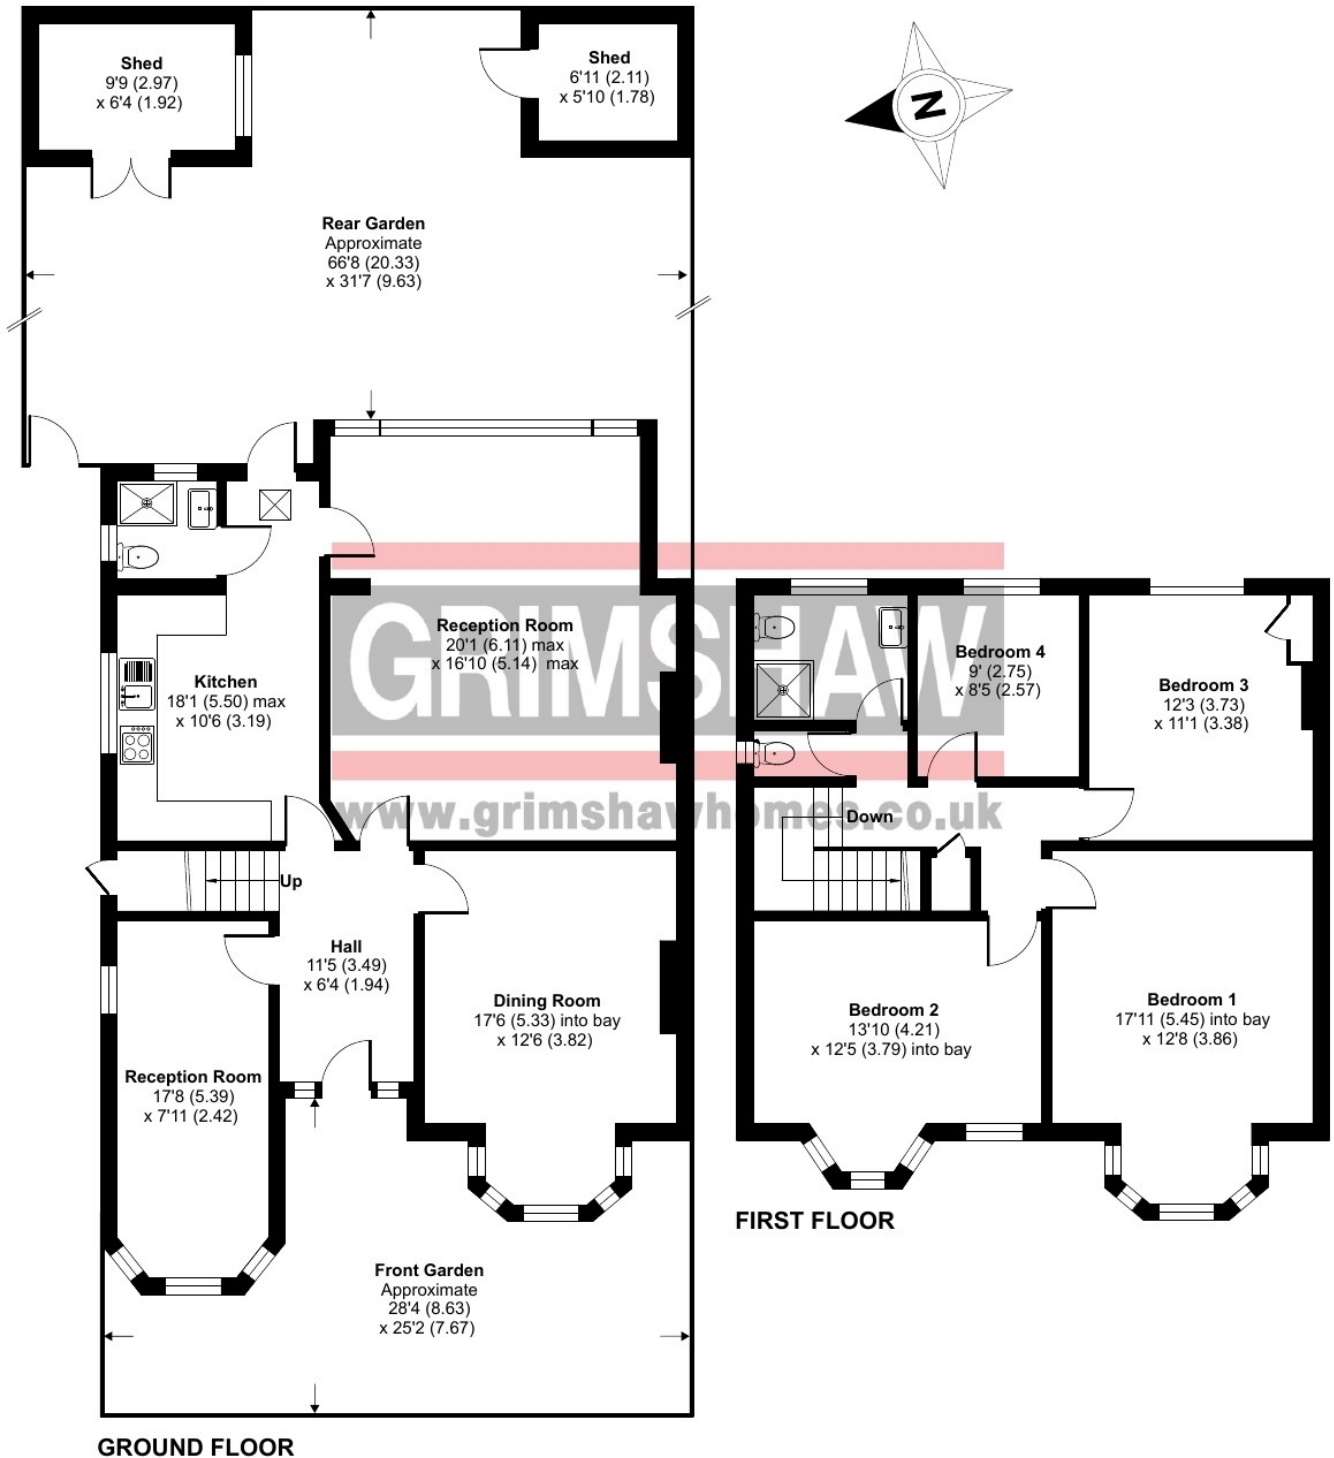 Shed
9'9 (2.97)
x 6'4 (1.92)
Shed
6'11 (2.11)
x 5'10 (1.78)
N
Rear Garden
Approximate
66'8 (20.33)
x 31'7 (9.63)
GRIMSHAW
www.grimshawhomes.co.uk
Reception Room
20'1 (6.11) max
x 16'10 (5.14) max
Kitchen
18'1 (5.50) max
x 10'6 (3.19)
Up
Hall
11'5 (3.49)
x 6'4 (1.94)
Dining Room
17'6 (5.33) into bay
x 12'6 (3.82)
Reception Room
17'8 (5.39)
x 7'11 (2.42)
Front Garden
Approximate
28'4 (8.63)
x 25'2 (7.67)
GROUND FLOOR
Bedroom 4
9' (2.75)
x 8'5 (2.57)
Bedroom 3
12'3 (3.73)
x 11'1 (3.38)
Down
Bedroom 2
13'10 (4.21)
x 12'5 (3.79) into bay
Bedroom 1
17'11 (5.45) into bay
x 12'8 (3.86)
FIRST FLOOR